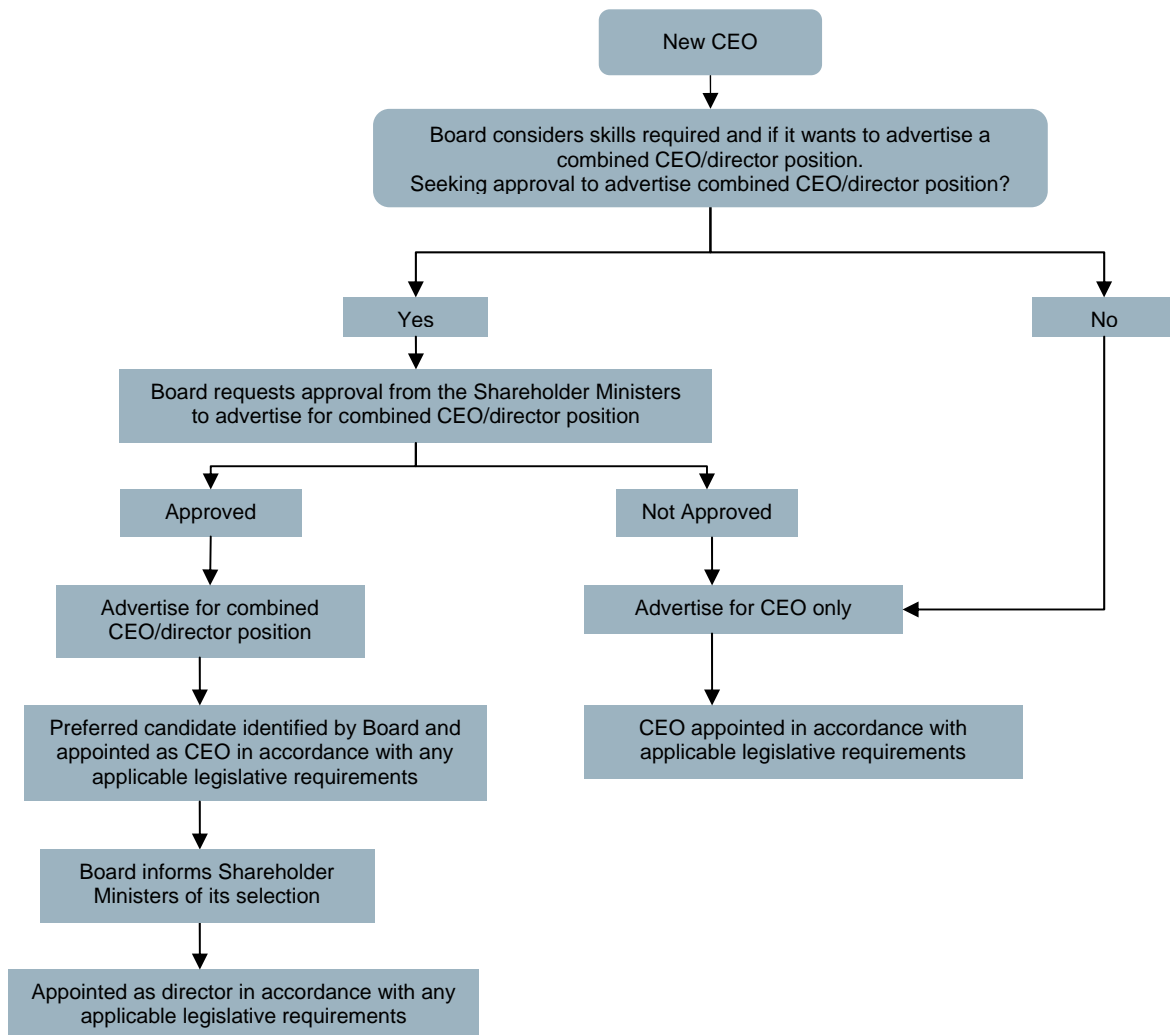 New CEO
Board considers skills required and if it wants to advertise a
combined CEO/director position.
Seeking approval to advertise combined CEO/director position?
Yes
No
Board requests approval from the Shareholder Ministers
to advertise for combined CEO/director position
Approved
Not Approved
Advertise for combined
CEO/director position
Advertise for CEO only
Preferred candidate identified by Board and
appointed as CEO in accordance with any
applicable legislative requirements
CEO appointed in accordance with
applicable legislative requirements
Board informs Shareholder
Ministers of its selection
Appointed as director in accordance with any
applicable legislative requirements